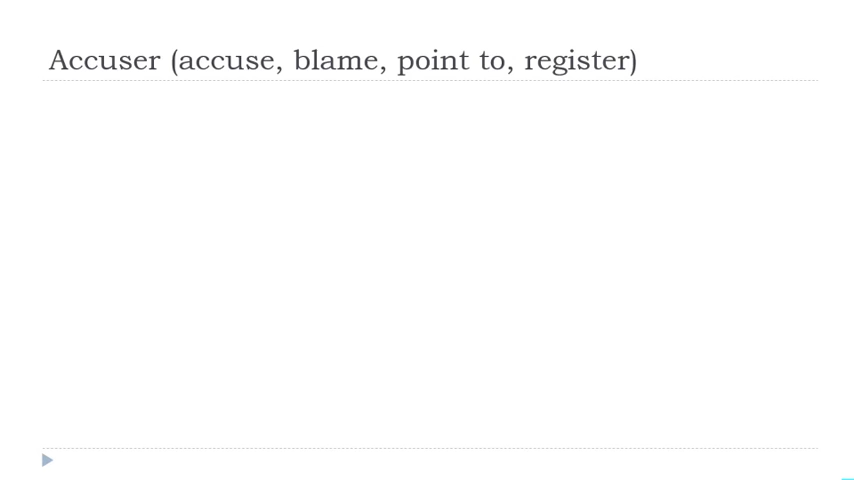 Accuser (accuse, blame, point to, register)